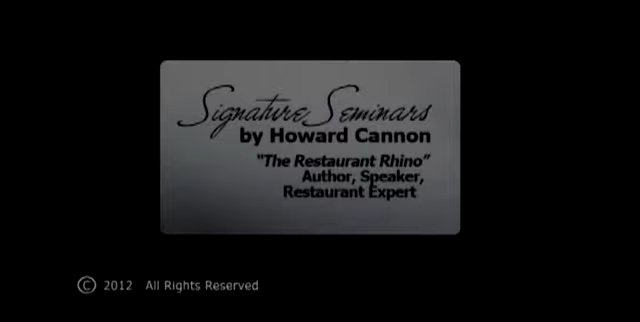 Signature Seminars
by Howard Cannon
"The Restaurant Rhino"
Author, Speaker,
Restaurant Expert
© 2012 All Rights Reserved